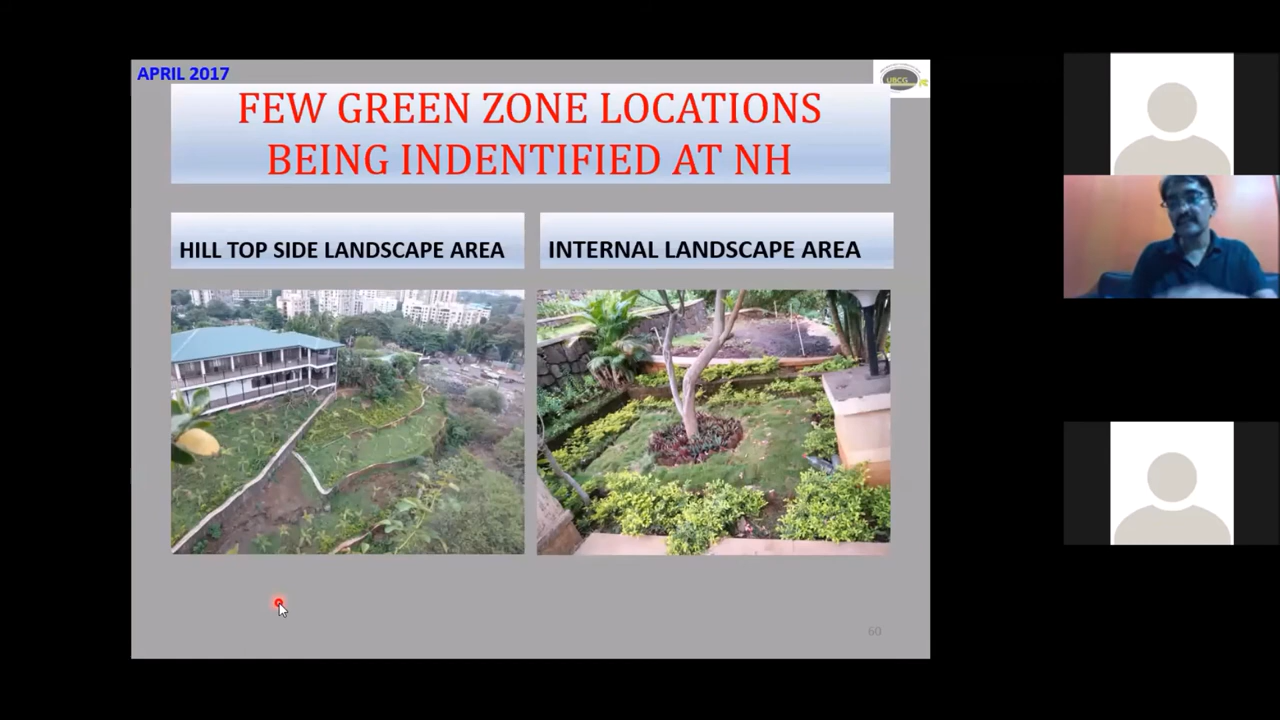 APRIL 2017
UBCG
FEW GREEN ZONE LOCATIONS
BEING INDENTIFIED AT NH
HILL TOP SIDE LANDSCAPE AREA
INTERNAL LANDSCAPE AREA
60